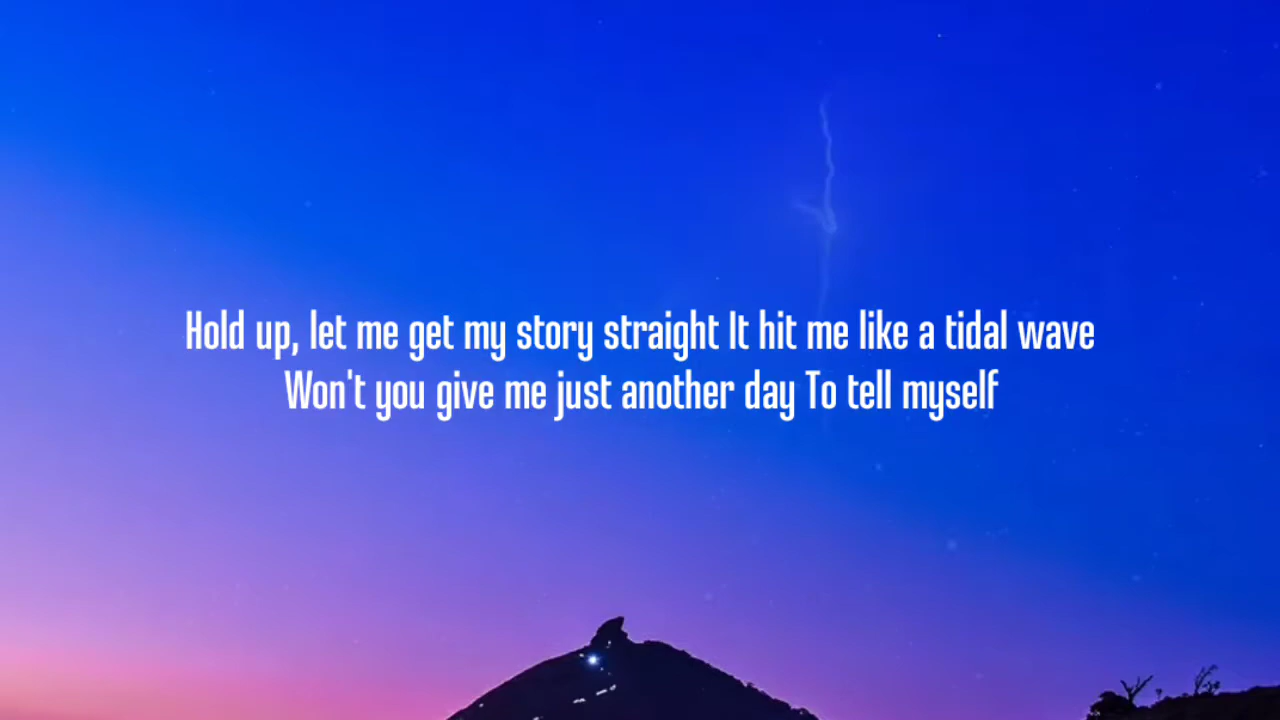 Hold up, let me get my story straight It hit me like a tidal wave
Won't you give me just another day To tell myself